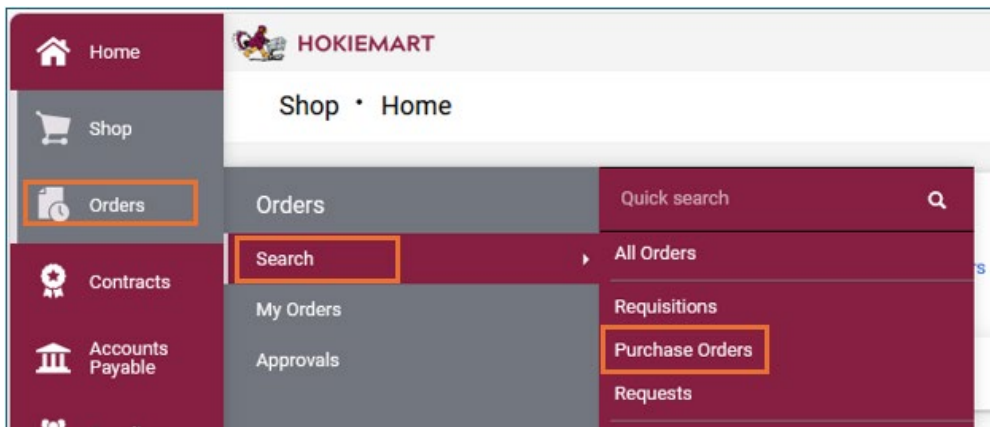 Home
HOKIEMART
Shop · Home
Shop
Orders
Contracts
Accounts
Payable
Orders
Search
My Orders
Approvals
Quick search
All Orders
Requisitions
Purchase Orders
Requests